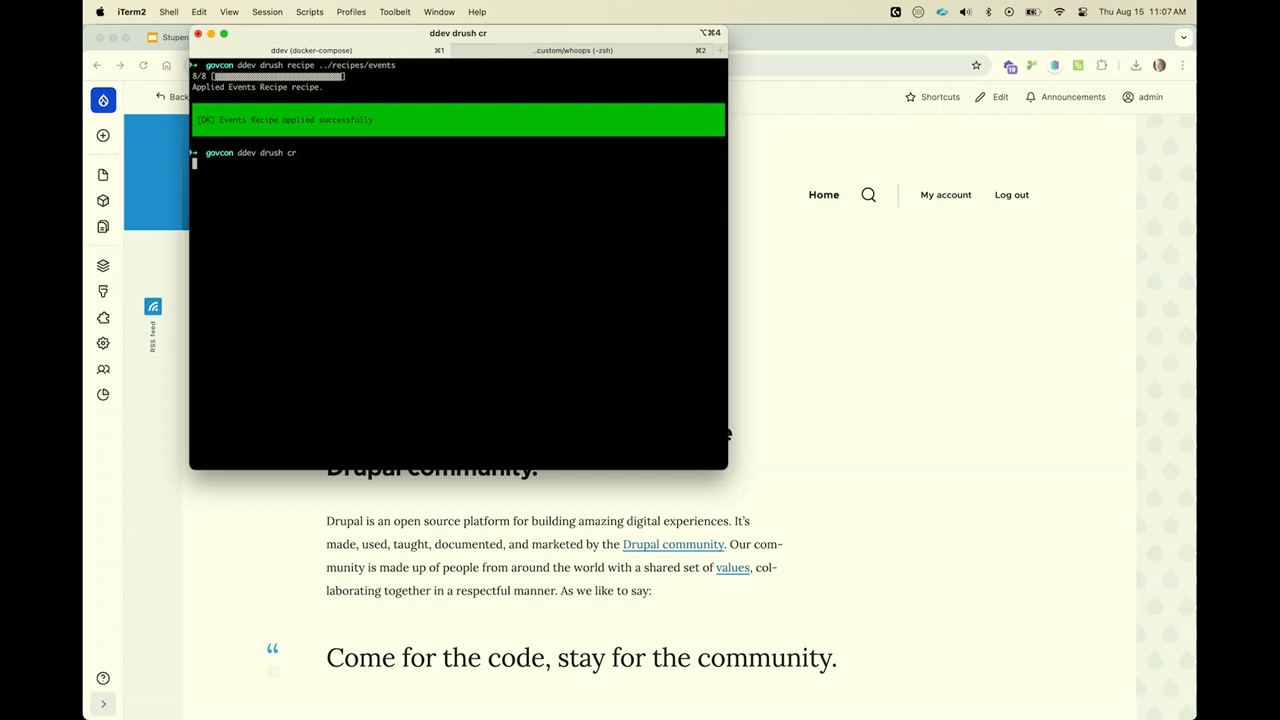 iTerm2 Shell Edit View Session Scripts Profiles Toolbelt Window Help Thu Aug 15 11:07 AM
ddev drush cr ⌥⌘4
Stupen
ddev (docker-compose) ⌘1 ..custom/whoops (-zsh) ⌘2
govcon ddev drush recipe ../recipes/events
8/8
Applied Events Recipe recipe.
[OK] Events Recipe applied successfully
govcon ddev drush cr
19
Back
Shortcuts Edit Announcements admin
Home My account Log out
RSS feed
Drupal community.
Drupal is an open source platform for building amazing digital experiences. It’s
made, used, taught, documented, and marketed by the Drupal community. Our com-
munity is made up of people from around the world with a shared set of values, col-
laborating together in a respectful manner. As we like to say:
“
Come for the code, stay for the community.